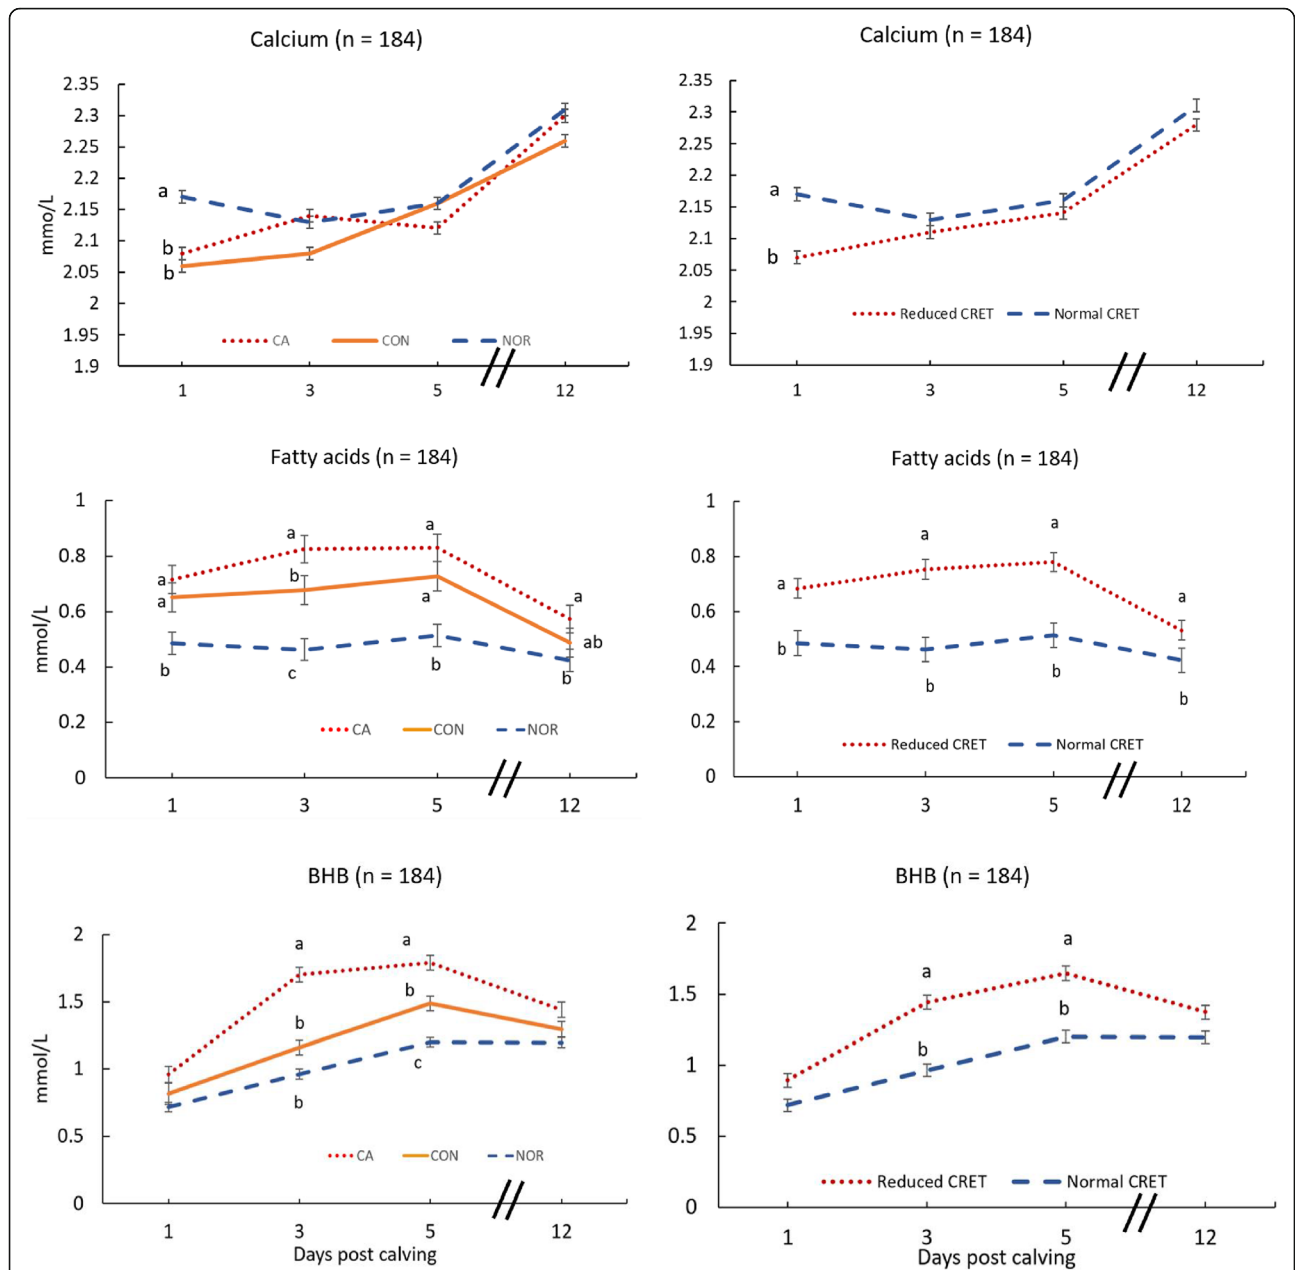 Calcium (n = 184)
2.35
2.3
2.25
2.2
2.15
2.1
2.05
2
1.95
1.9
mmo/L
a
b
b
CA CON NOR
1 3 5 12
Calcium (n = 184)
2.35
2.3
2.25
2.2
2.15
2.1
2.05
2
1.95
1.9
a
b
Reduced CRET Normal CRET
1 3 5 12
Fatty acids (n = 184)
1
0.8
0.6
0.4
0.2
0
mmol/L
a a
a b a a
a ab
b c b b
CA CON NOR
1 3 5 12
Fatty acids (n = 184)
1
0.8
0.6
0.4
0.2
0
a a a a
b b b b
Reduced CRET Normal CRET
1 3 5 12
BHB (n = 184)
2
1.5
1
0.5
0
mmol/L
a a
b b
b c
CA CON NOR
1 3 5 12
Days post calving
BHB (n = 184)
2
1.5
1
0.5
0
a a
b b
Reduced CRET Normal CRET
1 3 5 12
Days post calving